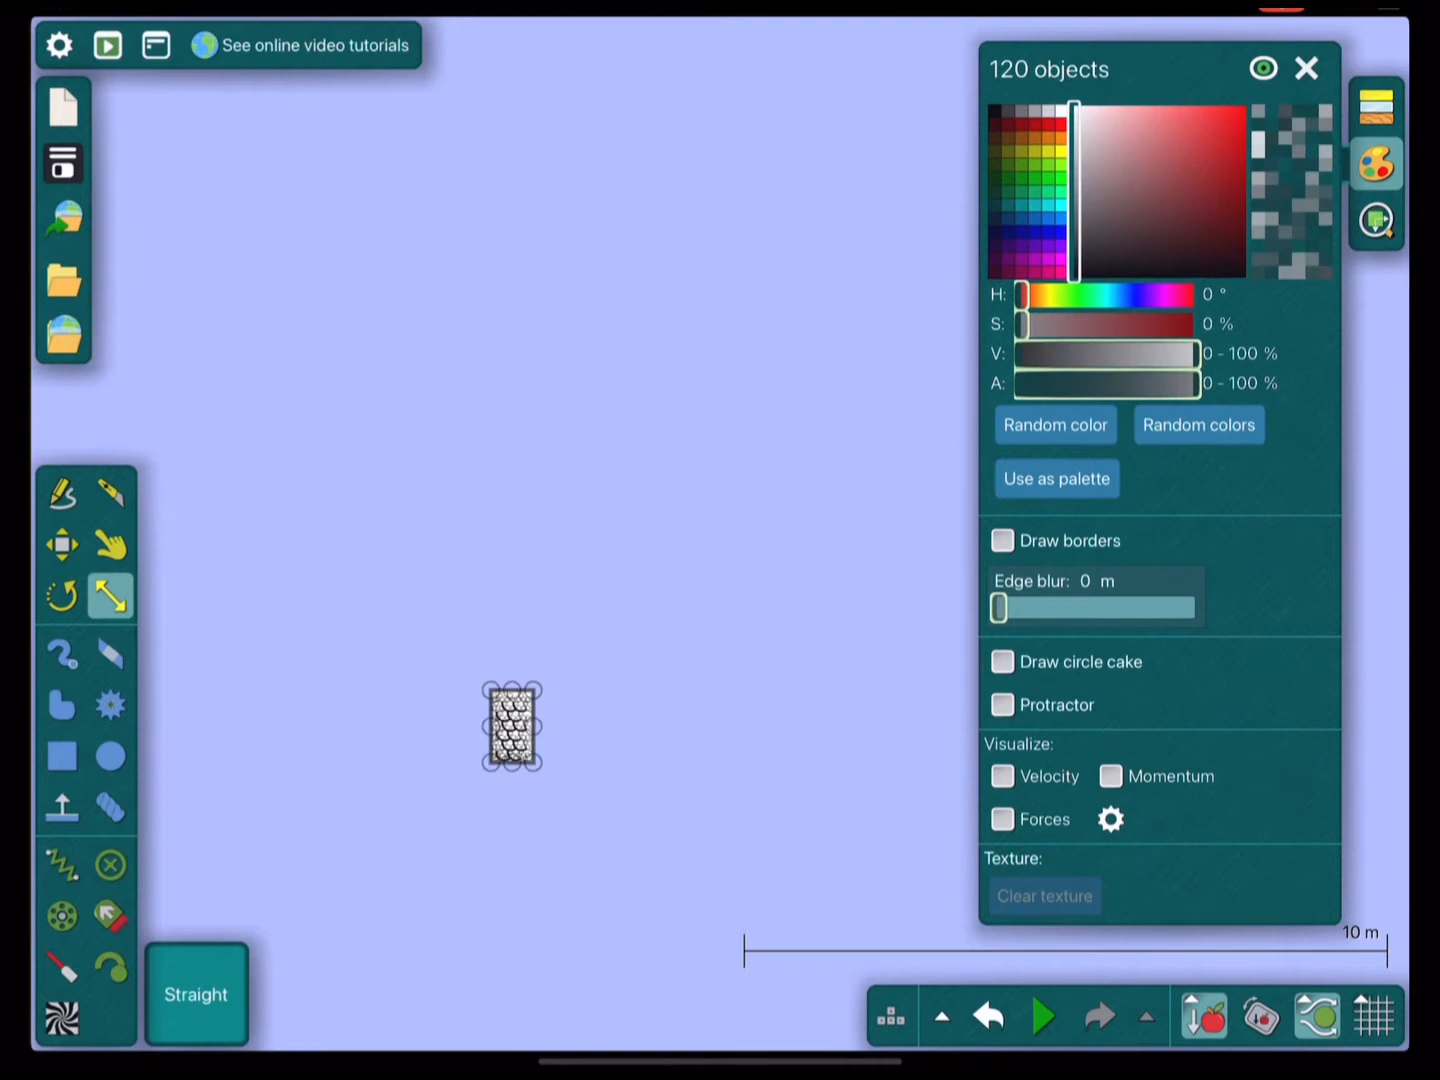 See online video tutorials
120 objects
H: 0 °
S: 0 %
V: 0 - 100 %
A: 0 - 100 %
Random color
Random colors
Use as palette
Draw borders
Edge blur: 0 m
Draw circle cake
Protractor
Visualize:
Velocity
Momentum
Forces
Texture:
Clear texture
10 m
Straight